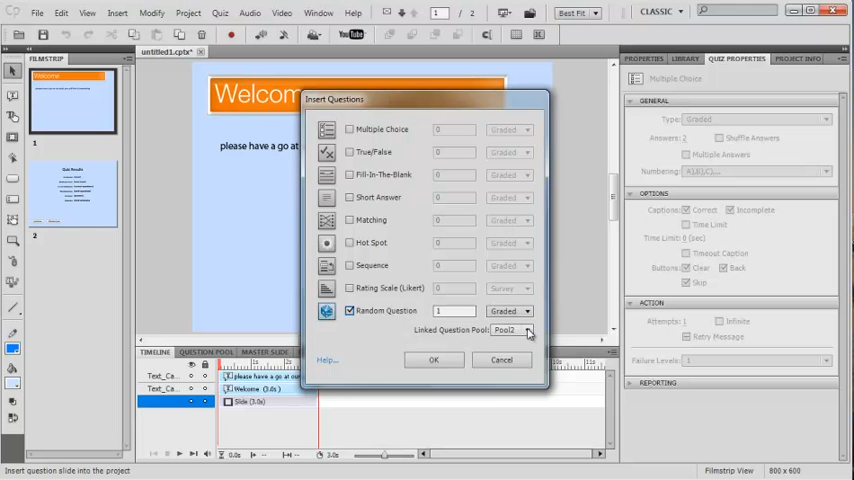 Cp File Edit View Insert Modify Project Quiz Audio Video Window Help 1 / 2 Best Fit CLASSIC
YouTube
FILMSTRIP
untitled1.cptx* ×
PROPERTIES LIBRARY QUIZ PROPERTIES PROJECT INFO
Welcome
1
Quiz Results
2
Welcom
please have a go at
Insert Questions
Multiple Choice 0 Graded
True/False 0 Graded
Fill-In-The-Blank 0 Graded
Short Answer 0 Graded
Matching 0 Graded
Hot Spot 0 Graded
Sequence 0 Graded
Rating Scale (Likert) 0 Survey
Random Question 1 Graded
Linked Question Pool: Pool2
Help... OK Cancel
Multiple Choice
GENERAL
Type: Graded
Answers: 2 Shuffle Answers
Multiple Answers
Numbering: A),B),C),...
OPTIONS
Captions: Correct Incomplete
Time Limit
Time Limit: 0 (sec)
Timeout Caption
Buttons: Clear Back
Skip
ACTION
Attempts: 1 Infinite
Retry Message
Failure Levels: 1
REPORTING
TIMELINE QUESTION POOL MASTER SLIDE
Text_Ca... please have a go at ou
Text_Ca... Welcome (3.0s)
Slide (3.0s)
0.0s 3.0s
Insert question slide into the project
Filmstrip View 800 x 600